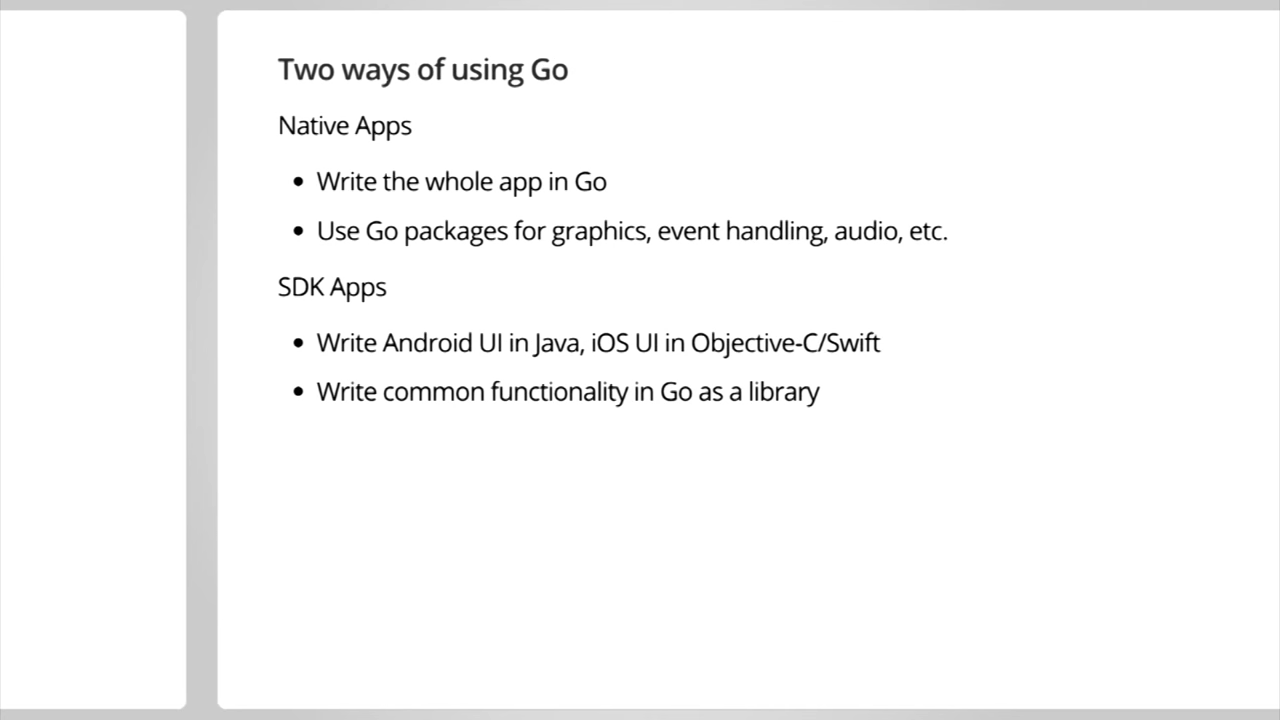 Two ways of using Go
Native Apps
• Write the whole app in Go
• Use Go packages for graphics, event handling, audio, etc.
SDK Apps
• Write Android UI in Java, iOS UI in Objective-C/Swift
• Write common functionality in Go as a library